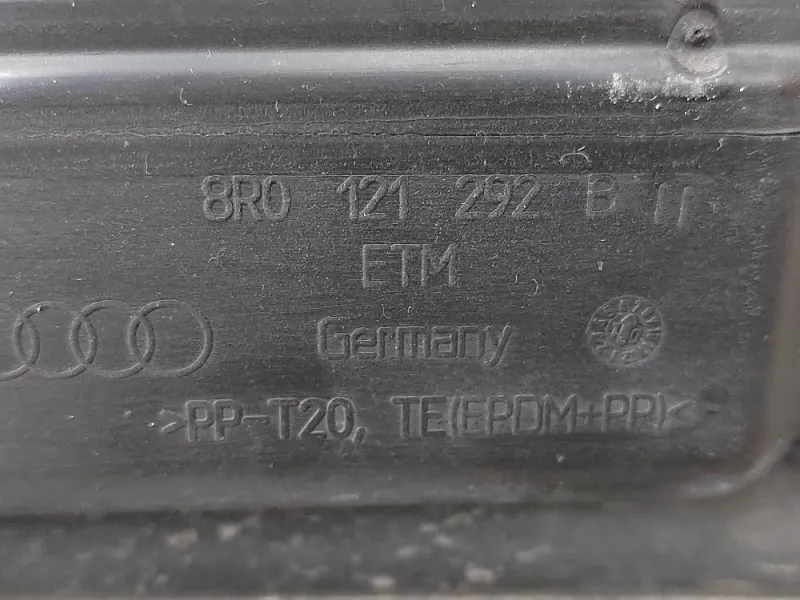 8R0 121 292 B
ETM
Germany
>PP-T20, TE(EPDM+PP)<